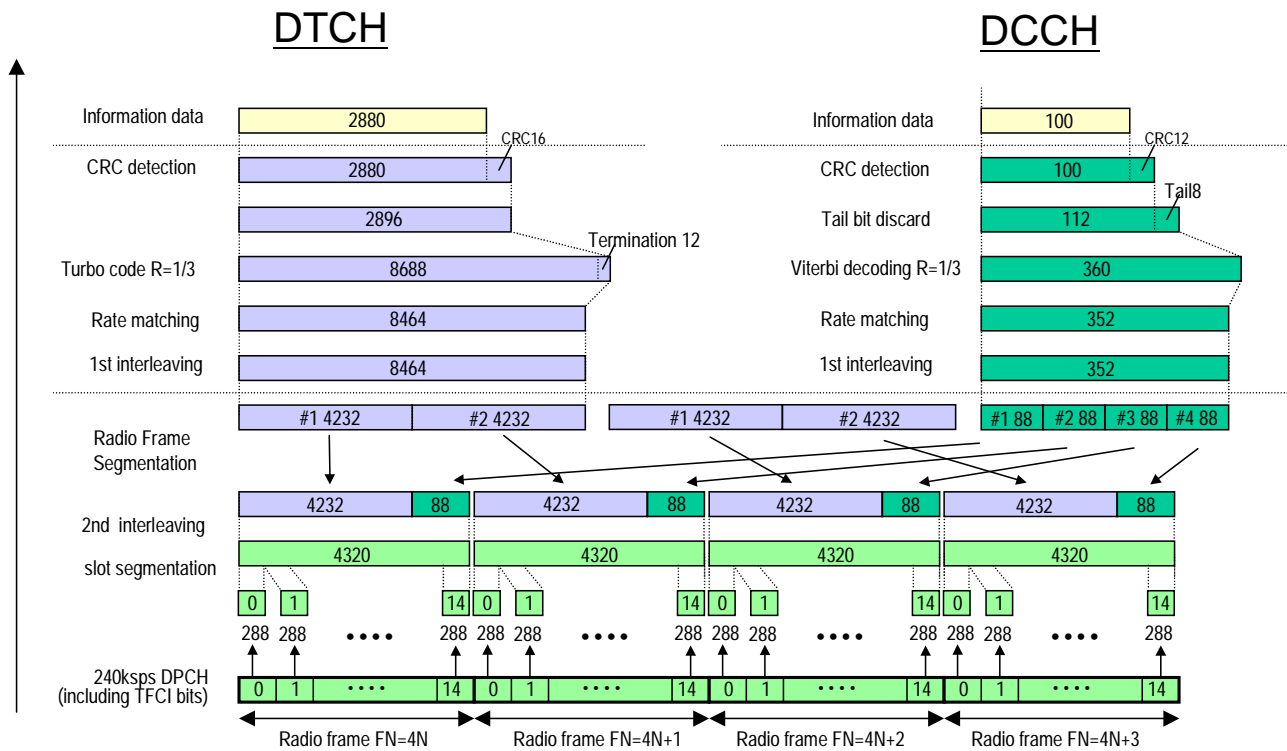 DTCH DCCH
Information data 2880 Information data 100
CRC16 CRC12
CRC detection 2880 CRC detection 100
Tail8
2896 Tail bit discard 112
Termination 12
Turbo code R=1/3 8688 Viterbi decoding R=1/3 360
Rate matching 8464 Rate matching 352
1st interleaving 8464 1st interleaving 352
#1 4232 #2 4232 #1 4232 #2 4232 #1 88 #2 88 #3 88 #4 88
Radio Frame
Segmentation
4232 88 4232 88 4232 88 4232 88
2nd interleaving
4320 4320 4320 4320
slot segmentation
0 1 14 0 1 14 0 1 14 0 1 14
288 288 •••• 288 288 288 •••• 288 288 288 •••• 288 288 288 •••• 288
240ksps DPCH
(including TFCI bits)
0 1 •••• 14 0 1 •••• 14 0 1 •••• 14 0 1 •••• 14
Radio frame FN=4N Radio frame FN=4N+1 Radio frame FN=4N+2 Radio frame FN=4N+3